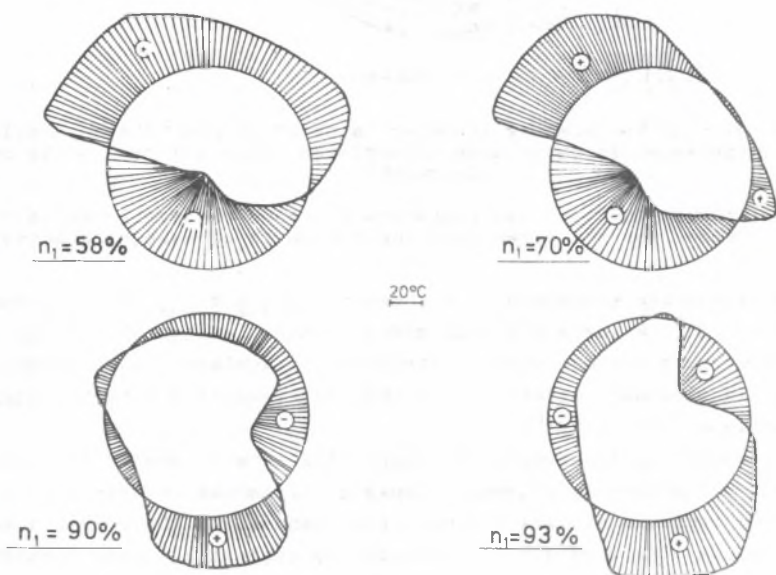 +
+
+
-
-
n₁=58%
n₁=70%
20°C
-
-
n₁=90%
+
n₁=93%
+